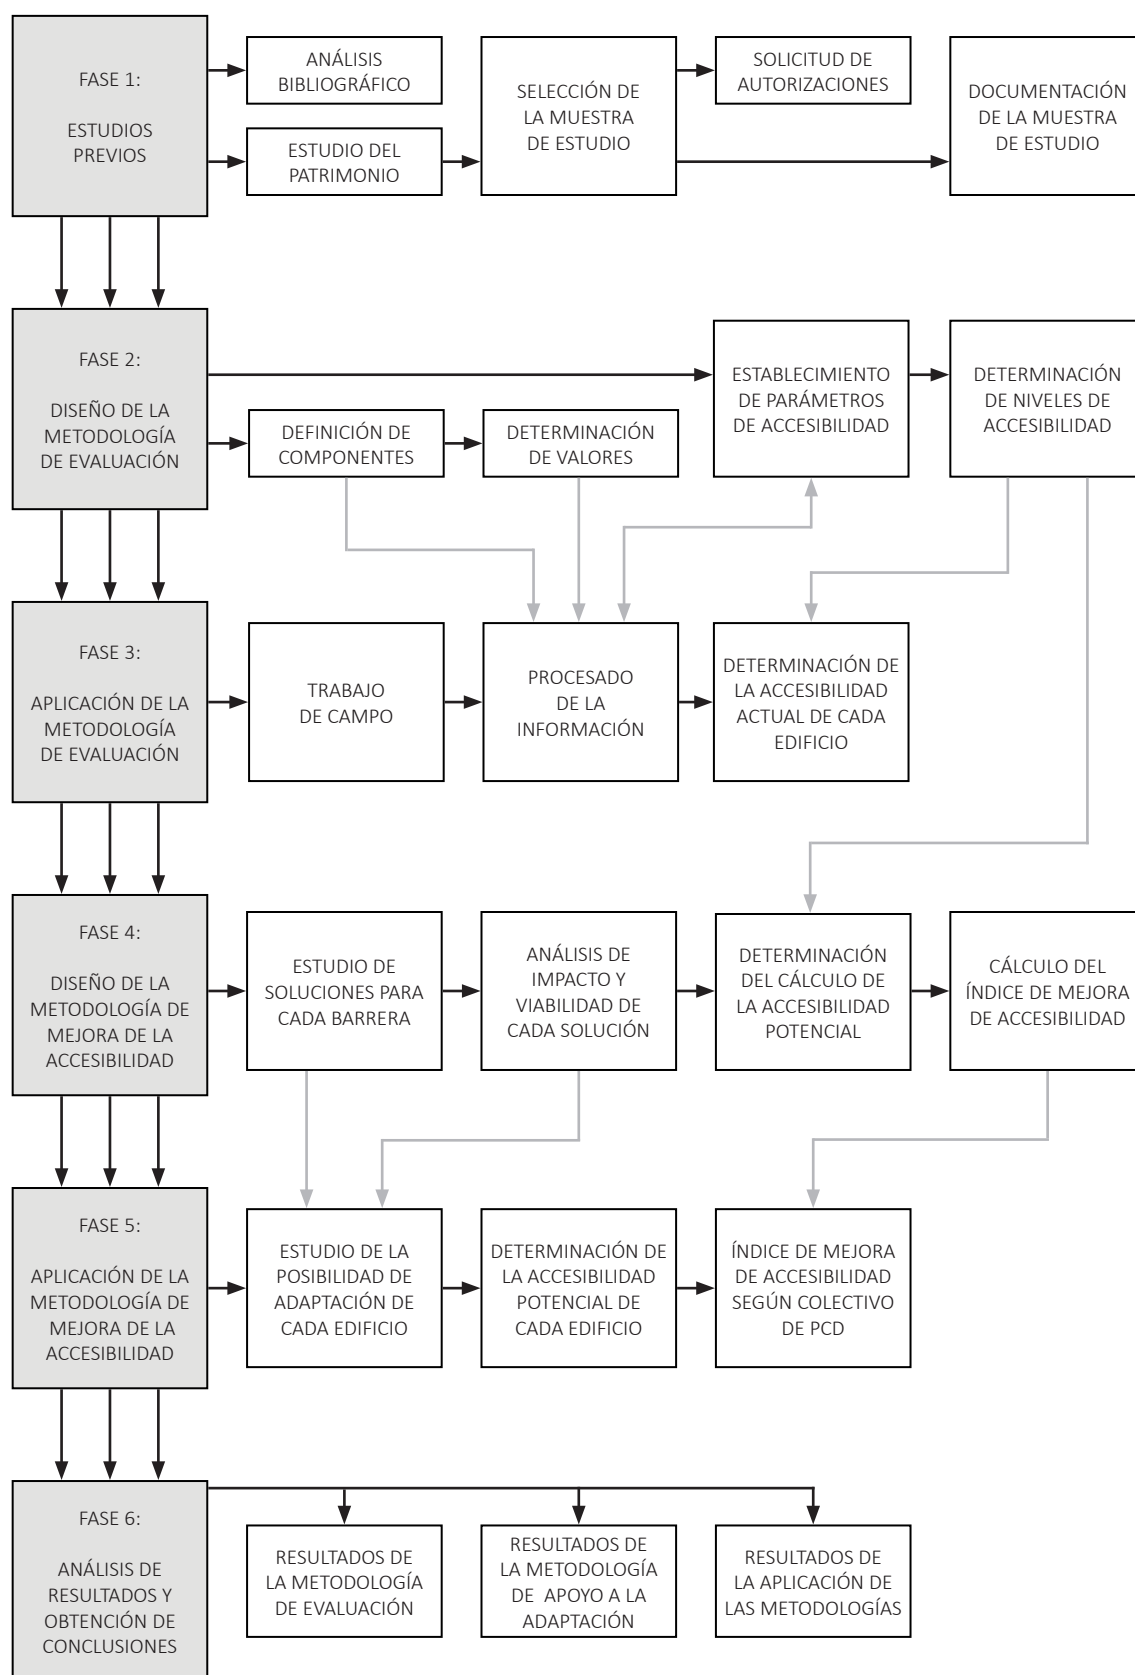 FASE 1:
ESTUDIOS
PREVIOS
ANÁLISIS
BIBLIOGRÁFICO
ESTUDIO DEL
PATRIMONIO
SELECCIÓN DE
LA MUESTRA
DE ESTUDIO
SOLICITUD DE
AUTORIZACIONES
DOCUMENTACIÓN
DE LA MUESTRA
DE ESTUDIO
FASE 2:
DISEÑO DE LA
METODOLOGÍA
DE EVALUACIÓN
DEFINICIÓN DE
COMPONENTES
DETERMINACIÓN
DE VALORES
ESTABLECIMIENTO
DE PARÁMETROS
DE ACCESIBILIDAD
DETERMINACIÓN
DE NIVELES DE
ACCESIBILIDAD
FASE 3:
APLICACIÓN DE LA
METODOLOGÍA
DE EVALUACIÓN
TRABAJO
DE CAMPO
PROCESADO
DE LA
INFORMACIÓN
DETERMINACIÓN DE
LA ACCESIBILIDAD
ACTUAL DE CADA
EDIFICIO
FASE 4:
DISEÑO DE LA
METODOLOGÍA DE
MEJORA DE LA
ACCESIBILIDAD
ESTUDIO DE
SOLUCIONES PARA
CADA BARRERA
ANÁLISIS DE
IMPACTO Y
VIABILIDAD DE
CADA SOLUCIÓN
DETERMINACIÓN
DEL CÁLCULO DE
LA ACCESIBILIDAD
POTENCIAL
CÁLCULO DEL
ÍNDICE DE MEJORA
DE ACCESIBILIDAD
FASE 5:
APLICACIÓN DE LA
METODOLOGÍA DE
MEJORA DE LA
ACCESIBILIDAD
ESTUDIO DE LA
POSIBILIDAD DE
ADAPTACIÓN DE
CADA EDIFICIO
DETERMINACIÓN DE
LA ACCESIBILIDAD
POTENCIAL DE
CADA EDIFICIO
ÍNDICE DE MEJORA
DE ACCESIBILIDAD
SEGÚN COLECTIVO
DE PCD
FASE 6:
ANÁLISIS DE
RESULTADOS Y
OBTENCIÓN DE
CONCLUSIONES
RESULTADOS DE
LA METODOLOGÍA
DE EVALUACIÓN
RESULTADOS DE
LA METODOLOGÍA
DE APOYO A LA
ADAPTACIÓN
RESULTADOS DE
LA APLICACIÓN DE
LAS METODOLOGÍAS